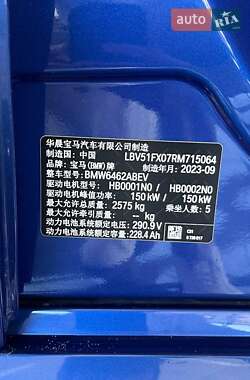 AUTO.RIA
华晨宝马汽车有限公司制造
制造国：中国 LBV51FX07RM715064
品牌：宝马(BMW)牌 制造年月：2023-09
整车型号：BMW6462ABEV
驱动电机型号：HB0001N0 / HB0002N0
驱动电机峰值功率：150 kW / 150 kW
最大允许总质量：2575 kg 乘坐人数：5
最大允许牵引质量：-- kg
动力电池系统额定电压：290.9 V
动力电池系统额定容量：228.4 Ah